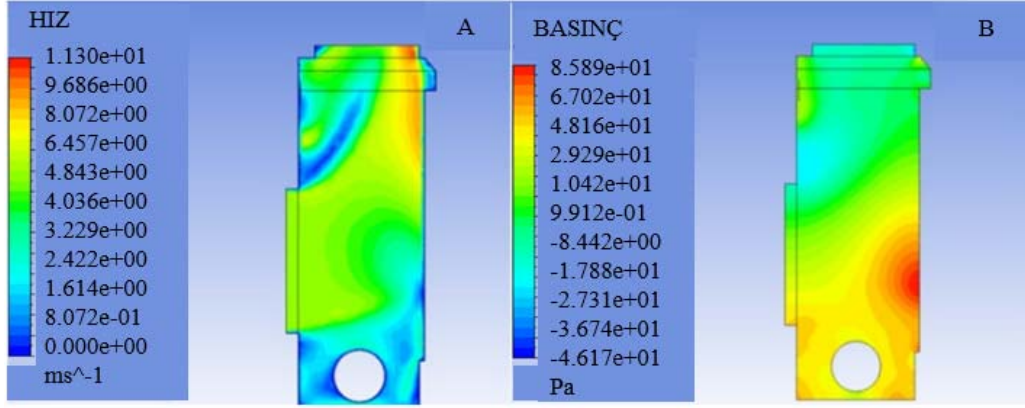 HIZ
A
1.130e+01
9.686e+00
8.072e+00
6.457e+00
4.843e+00
4.036e+00
3.229e+00
2.422e+00
1.614e+00
8.072e-01
0.000e+00
ms^-1
BASINÇ
B
8.589e+01
6.702e+01
4.816e+01
2.929e+01
1.042e+01
9.912e-01
-8.442e+00
-1.788e+01
-2.731e+01
-3.674e+01
-4.617e+01
Pa